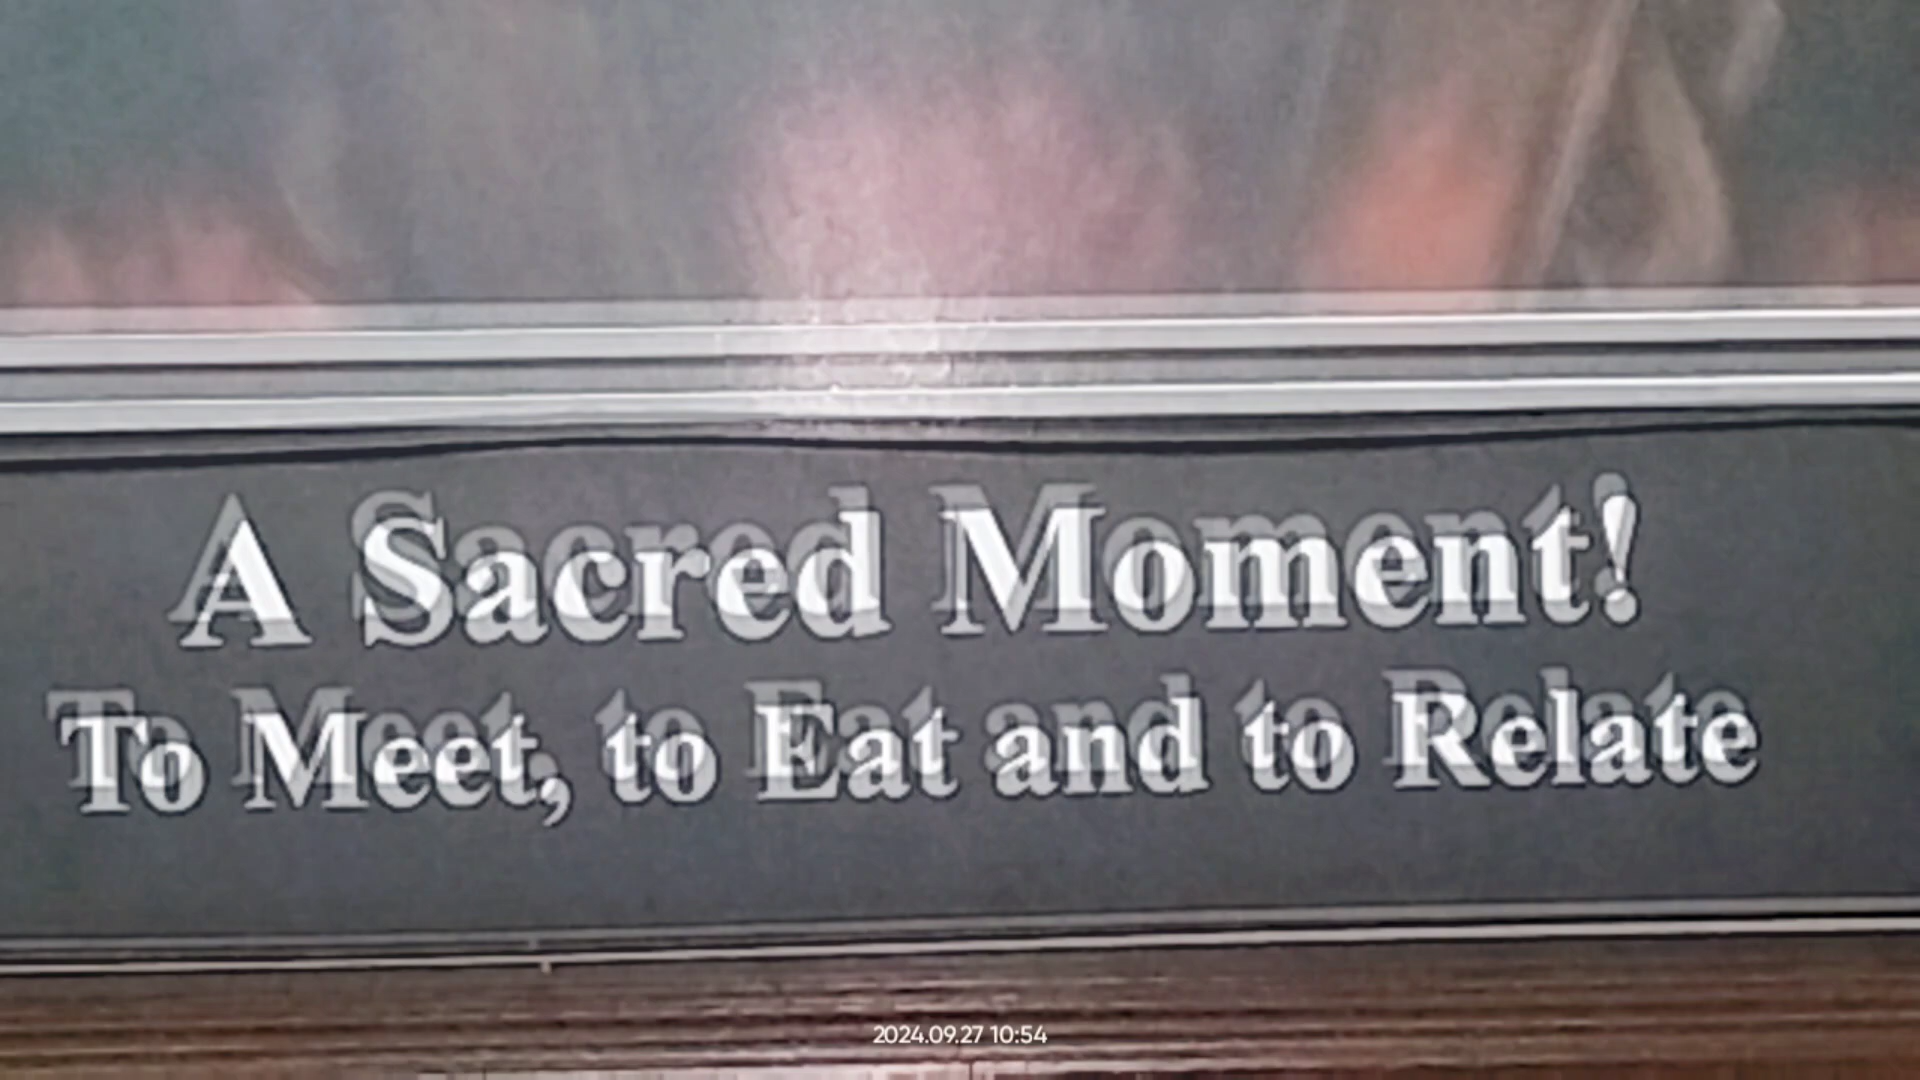 A Sacred Moment!
To Meet, to Eat and to Relate
2024.09.27 10:54